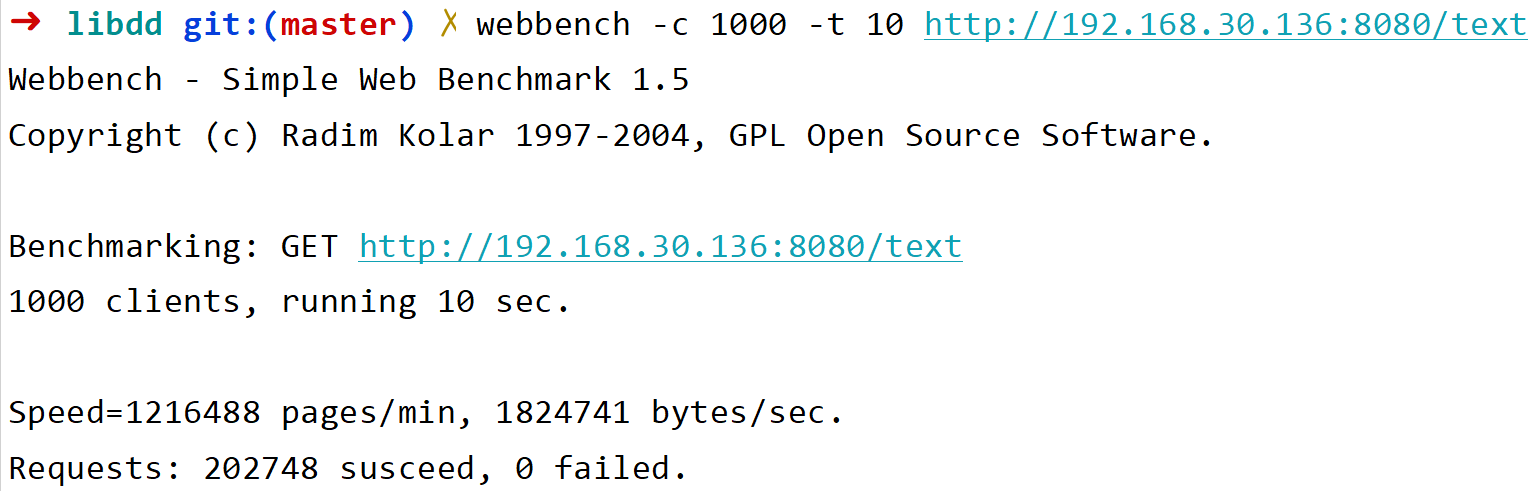 ➜ libdd git:(master) ✗ webbench -c 1000 -t 10 http://192.168.30.136:8080/text
Webbench - Simple Web Benchmark 1.5
Copyright (c) Radim Kolar 1997-2004, GPL Open Source Software.
Benchmarking: GET http://192.168.30.136:8080/text
1000 clients, running 10 sec.
Speed=1216488 pages/min, 1824741 bytes/sec.
Requests: 202748 susceed, 0 failed.